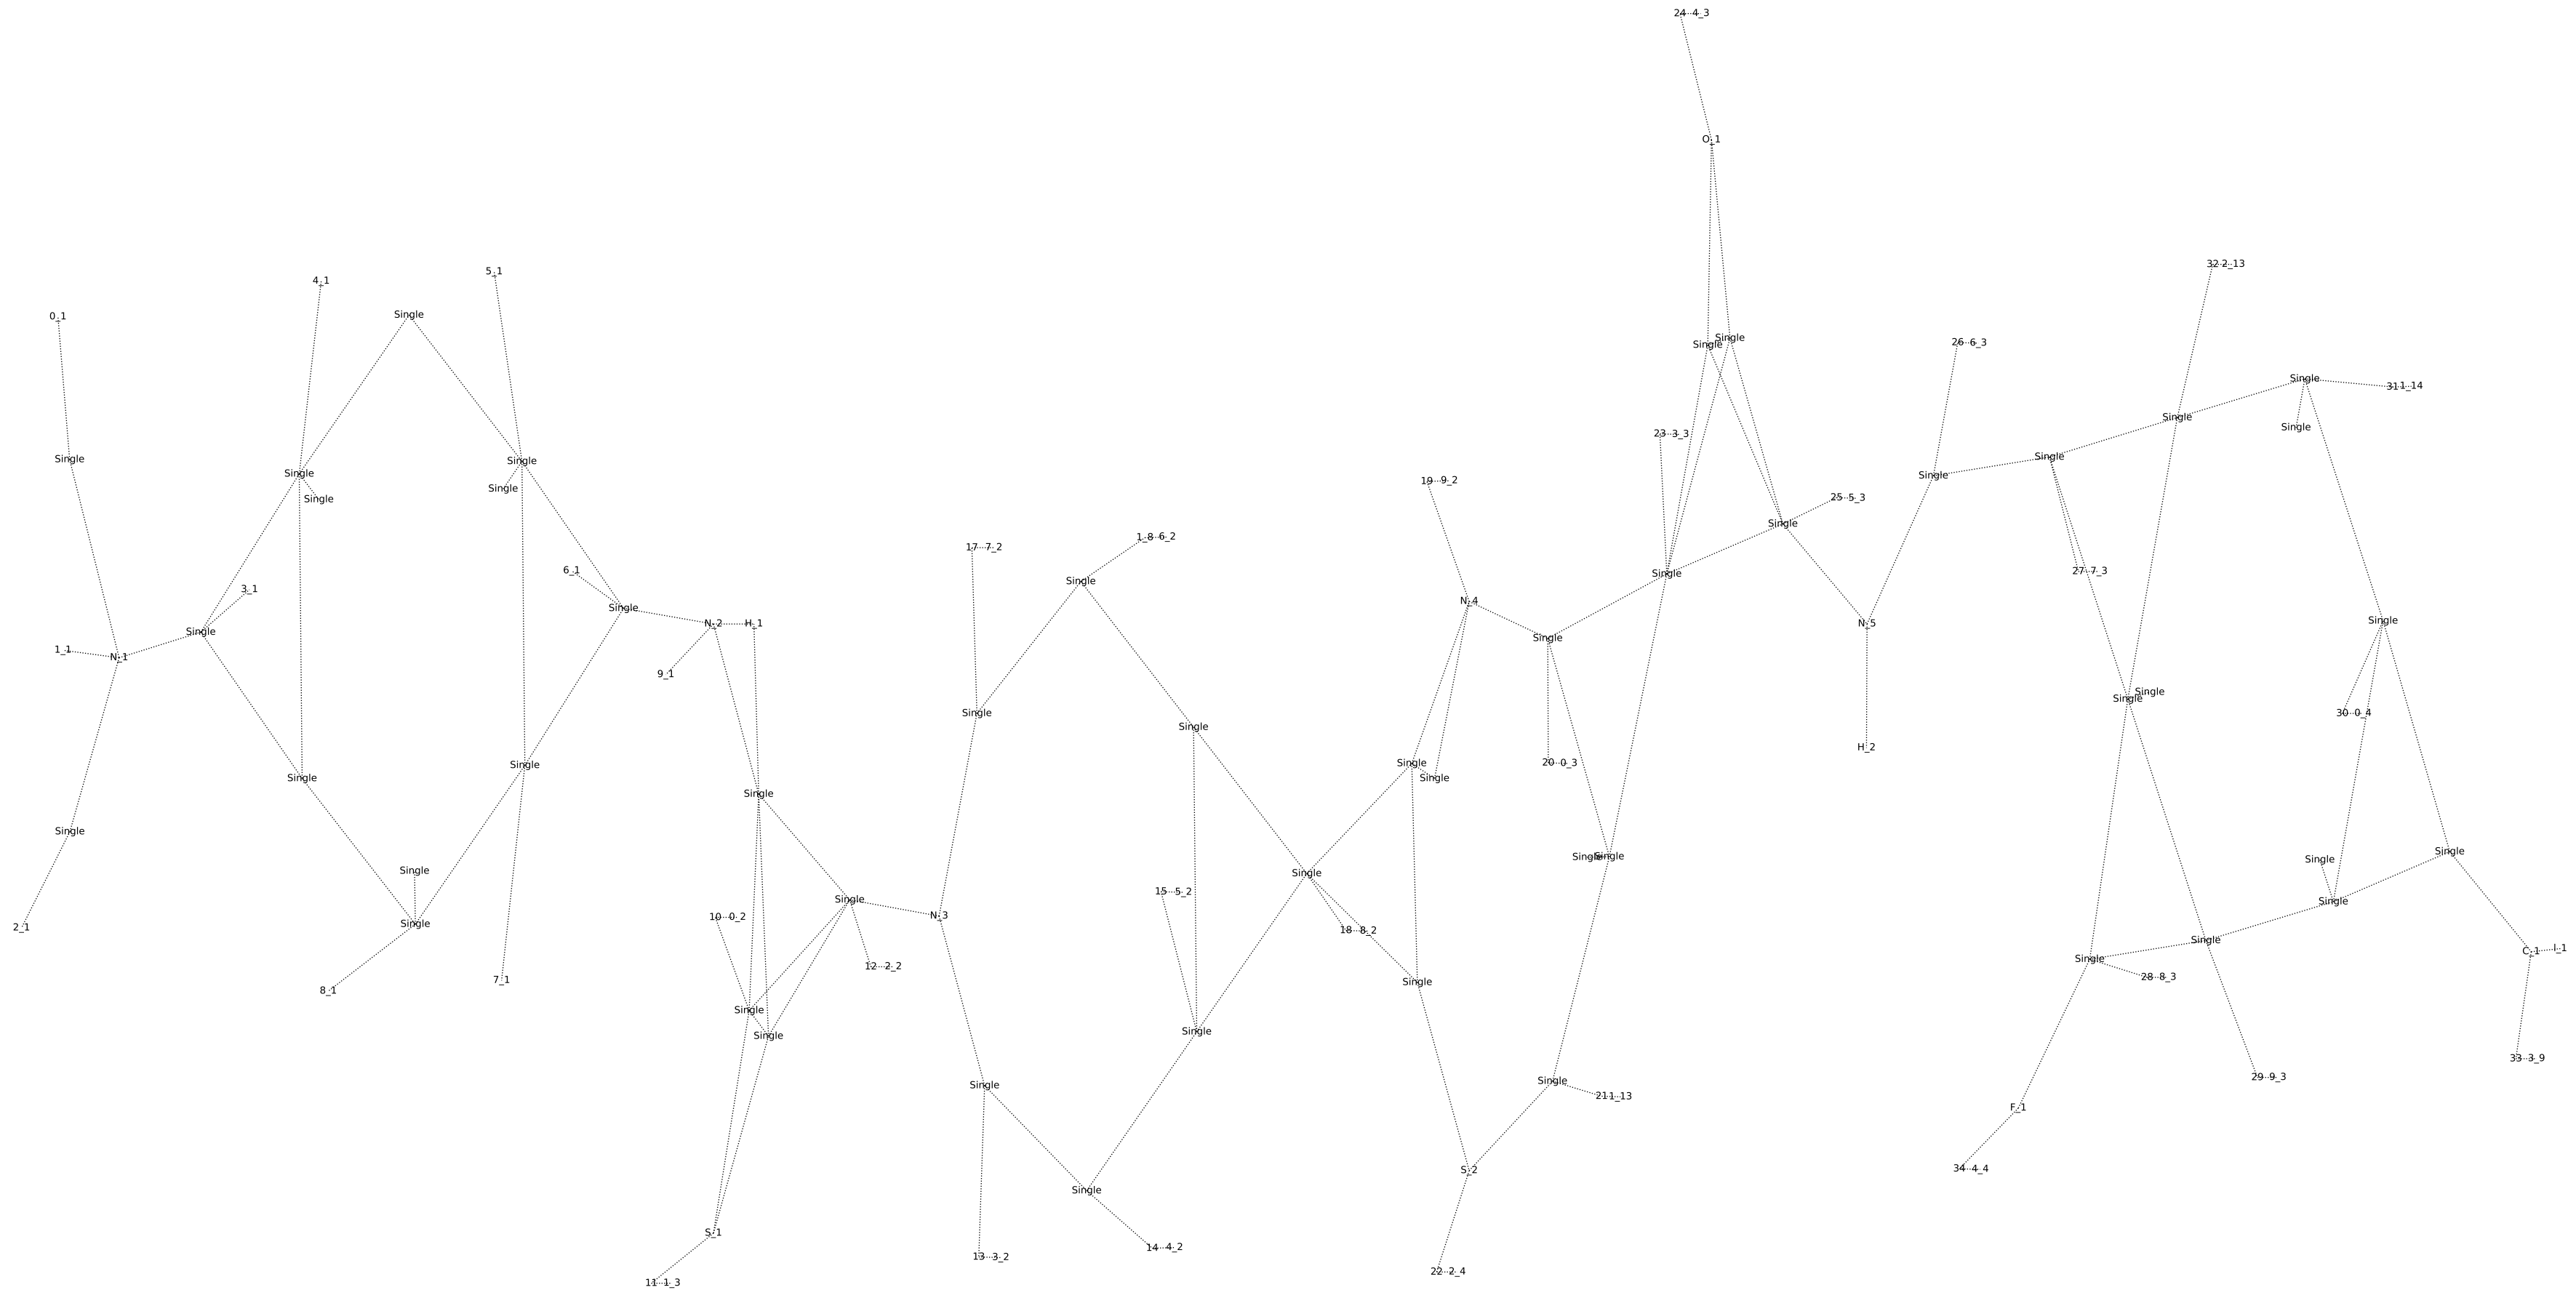 24 4_3
O_1
32 2_13
5_1
4_1
0_1
Single
Single
Single
26 6_3
Single
31 1_14
Single
Single
23 3_3
Single
Single
Single
Single
Single
Single
19 9_2
Single
Single
25 5_3
Single
1_8 6_2
17 7_2
6_1
27 7_3
Single
Single
3_1
N_4
Single
Single
N_2
H_1
N_5
Single
Single
1_1
N_1
9_1
Single
Single
Single
30 0_4
Single
H_2
Single
20 0_3
Single
Single
Single
Single
Single
Single
Single
Single
Single
Single
Single
15 5_2
Single
Single
N_3
10 0_2
Single
2_1
18 8_2
Single
I_1
C_1
Single
12 2_2
28 8_3
7_1
Single
8_1
Single
Single
Single
33 3_9
29 9_3
Single
Single
21 1_13
F_1
34 4_4
S_2
Single
S_1
14 4_2
13 3_2
22 2_4
11 1_3